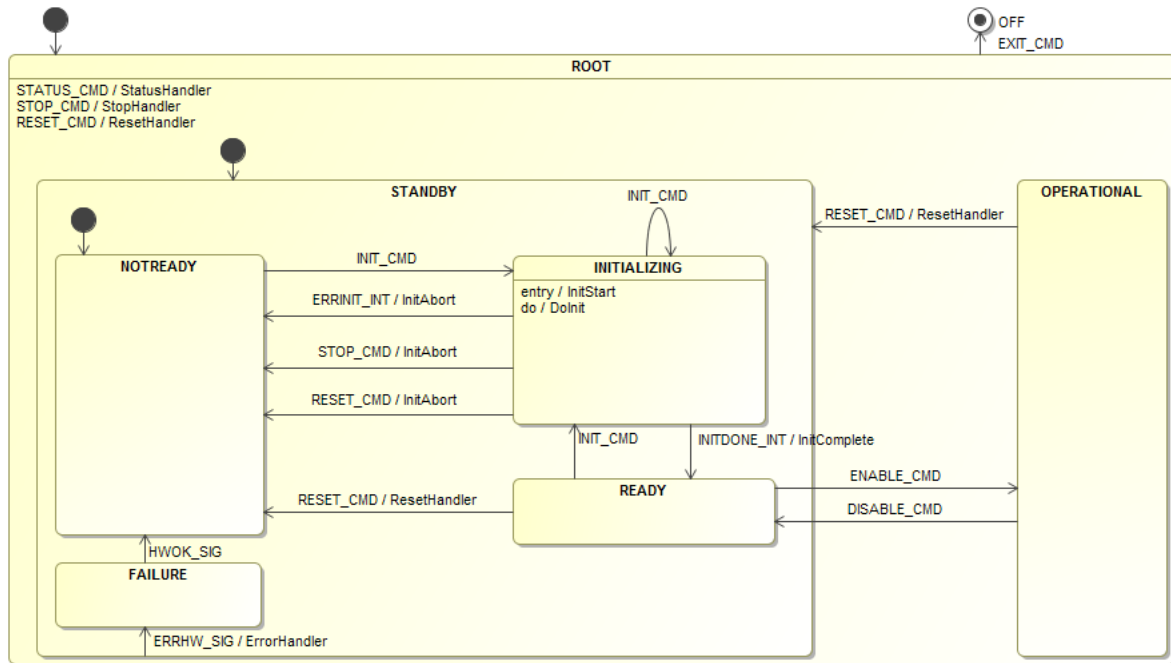 OFF
EXIT_CMD
ROOT
STATUS_CMD / StatusHandler
STOP_CMD / StopHandler
RESET_CMD / ResetHandler
STANDBY
OPERATIONAL
INIT_CMD
RESET_CMD / ResetHandler
NOTREADY
INIT_CMD
INITIALIZING
entry / InitStart
do / DoInit
ERRINIT_INT / InitAbort
STOP_CMD / InitAbort
RESET_CMD / InitAbort
INIT_CMD
INITDONE_INT / InitComplete
READY
ENABLE_CMD
RESET_CMD / ResetHandler
DISABLE_CMD
HWOK_SIG
FAILURE
ERRHW_SIG / ErrorHandler